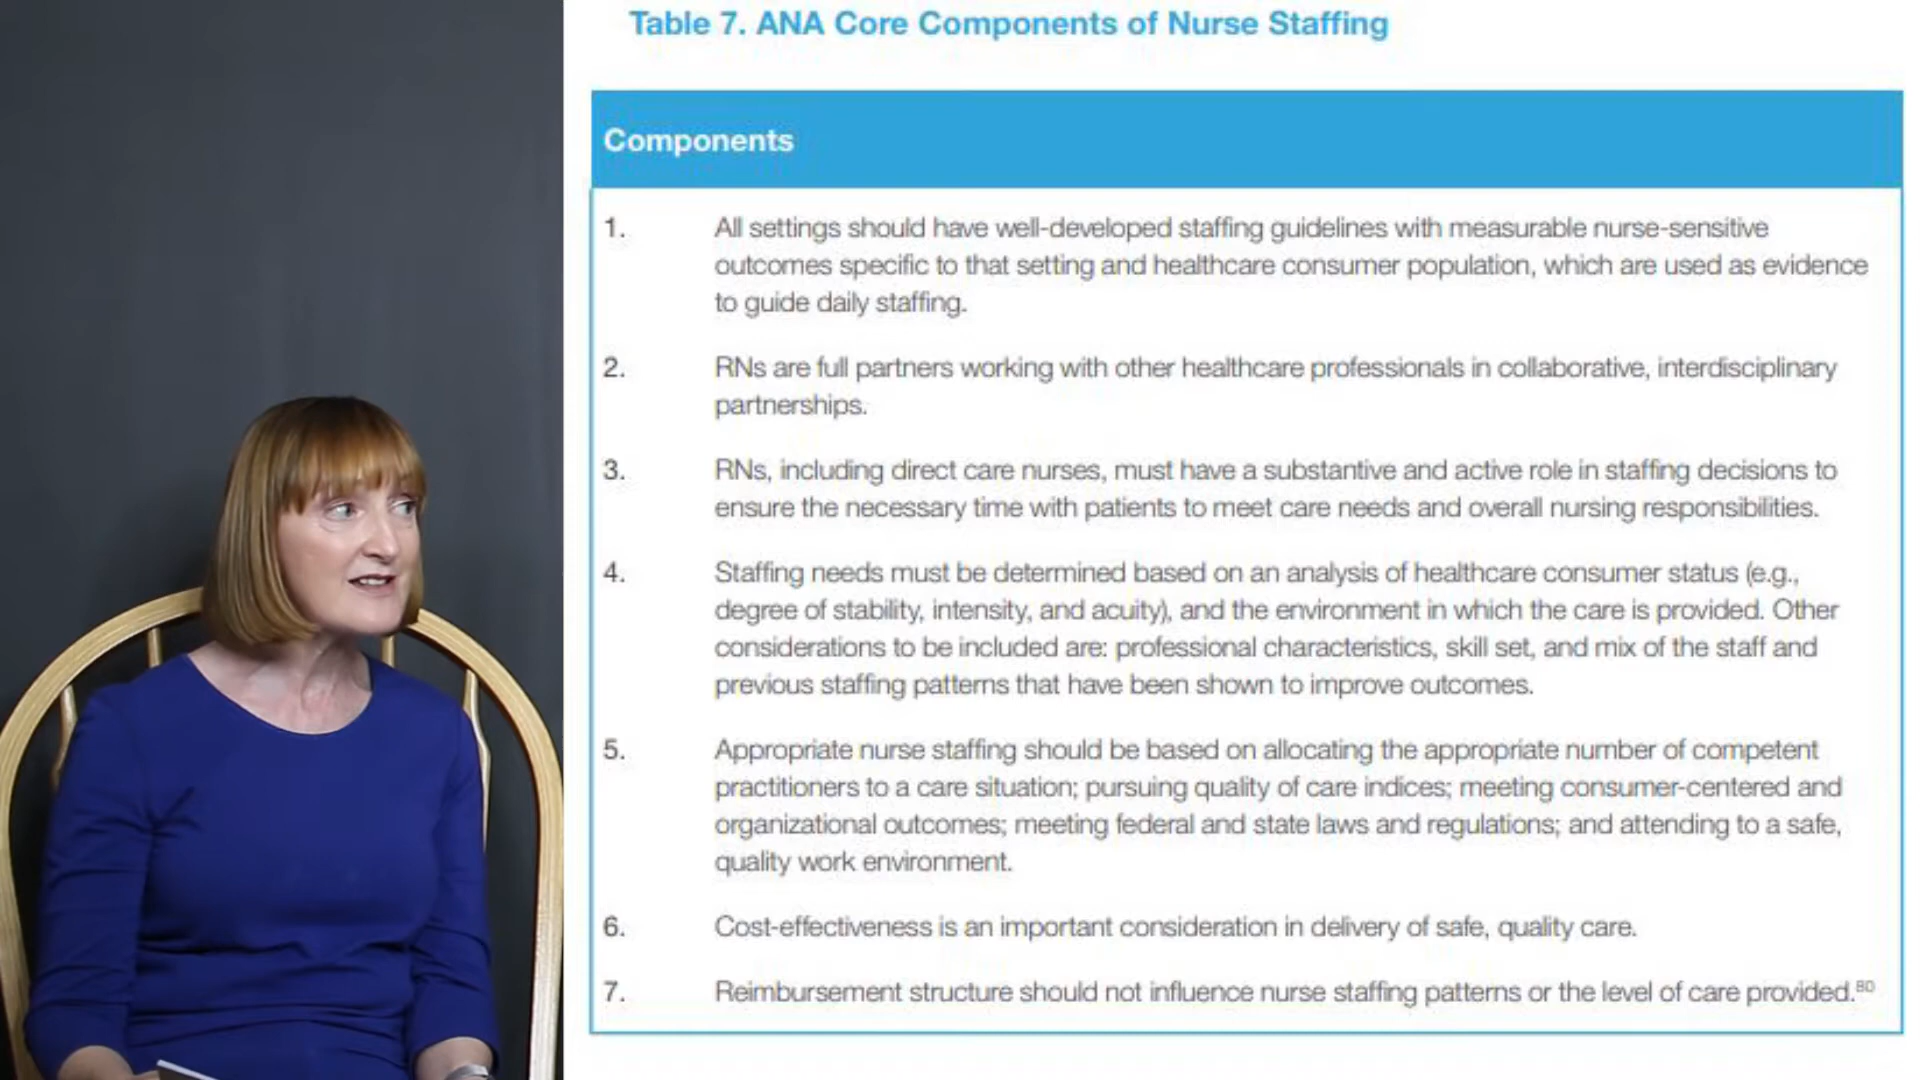 Table 7. ANA Core Components of Nurse Staffing
Components
1. All settings should have well-developed staffing guidelines with measurable nurse-sensitive
outcomes specific to that setting and healthcare consumer population, which are used as evidence
to guide daily staffing.
2. RNs are full partners working with other healthcare professionals in collaborative, interdisciplinary
partnerships.
3. RNs, including direct care nurses, must have a substantive and active role in staffing decisions to
ensure the necessary time with patients to meet care needs and overall nursing responsibilities.
4. Staffing needs must be determined based on an analysis of healthcare consumer status (e.g.,
degree of stability, intensity, and acuity), and the environment in which the care is provided. Other
considerations to be included are: professional characteristics, skill set, and mix of the staff and
previous staffing patterns that have been shown to improve outcomes.
5. Appropriate nurse staffing should be based on allocating the appropriate number of competent
practitioners to a care situation; pursuing quality of care indices; meeting consumer-centered and
organizational outcomes; meeting federal and state laws and regulations; and attending to a safe,
quality work environment.
6. Cost-effectiveness is an important consideration in delivery of safe, quality care.
7. Reimbursement structure should not influence nurse staffing patterns or the level of care provided.80